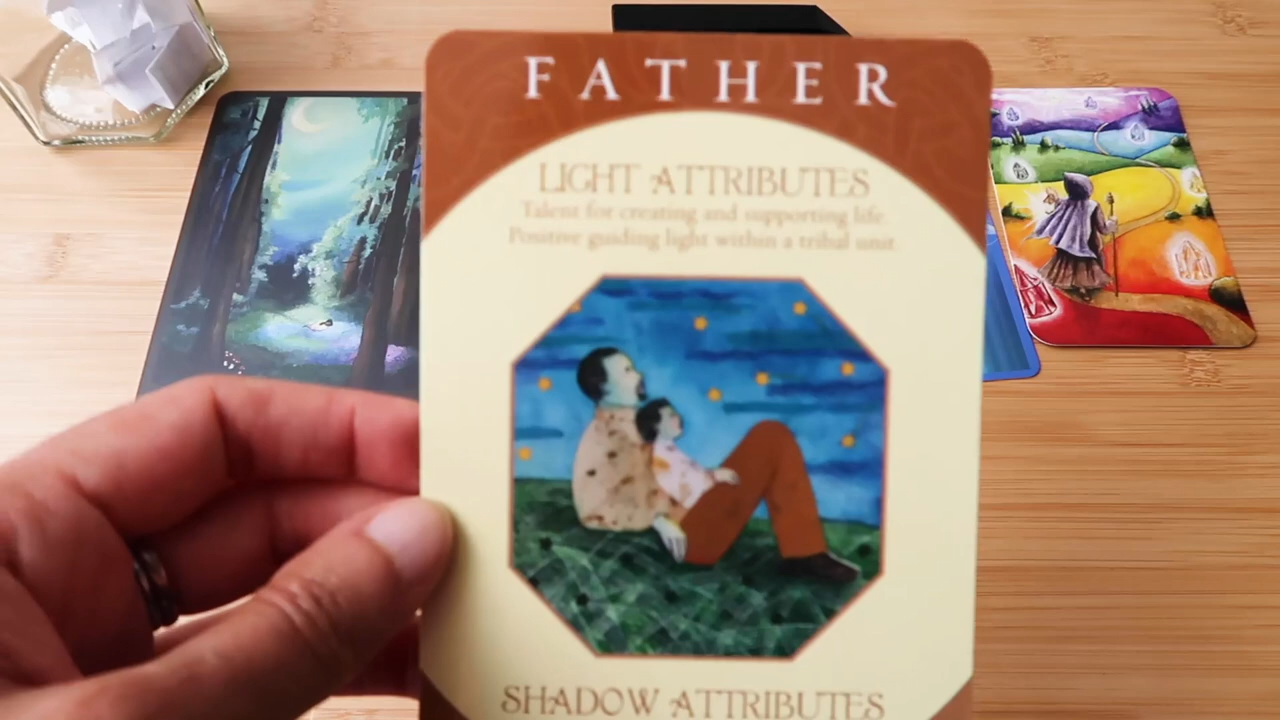 FATHER
LIGHT ATTRIBUTES
Talent for creating and supporting life.
Positive guiding light within a tribal unit.
SHADOW ATTRIBUTES